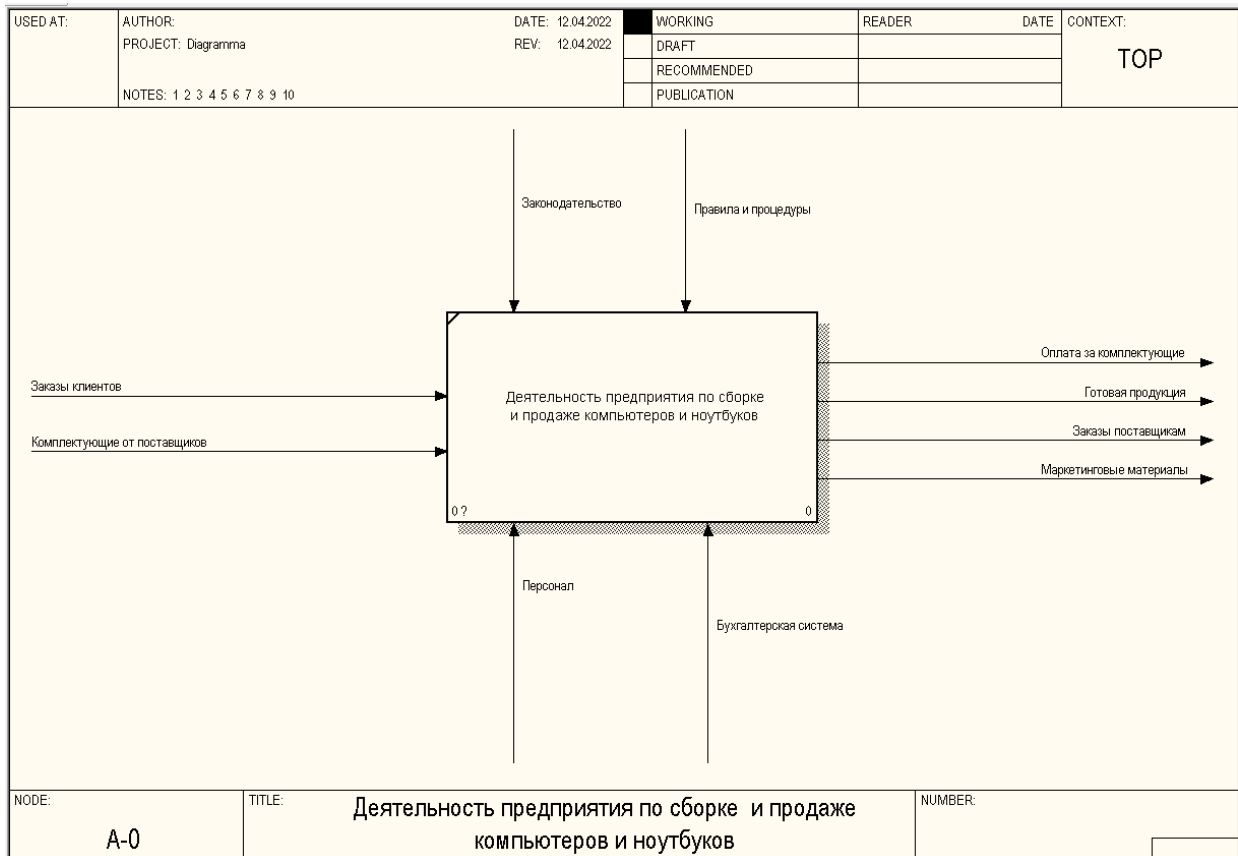 USED AT:
AUTHOR:
DATE: 12.04.2022
WORKING
READER
DATE
CONTEXT:
PROJECT: Diagramma
REV: 12.04.2022
DRAFT
TOP
RECOMMENDED
NOTES: 1 2 3 4 5 6 7 8 9 10
PUBLICATION
Законодательство
Правила и процедуры
Оплата за комплектующие
Заказы клиентов
Готовая продукция
Деятельность предприятия по сборке
и продаже компьютеров и ноутбуков
Заказы поставщикам
Комплектующие от поставщиков
Маркетинговые материалы
0 ?
0
Персонал
Бухгалтерская система
NODE:
TITLE:
NUMBER:
A-0
Деятельность предприятия по сборке и продаже
компьютеров и ноутбуков